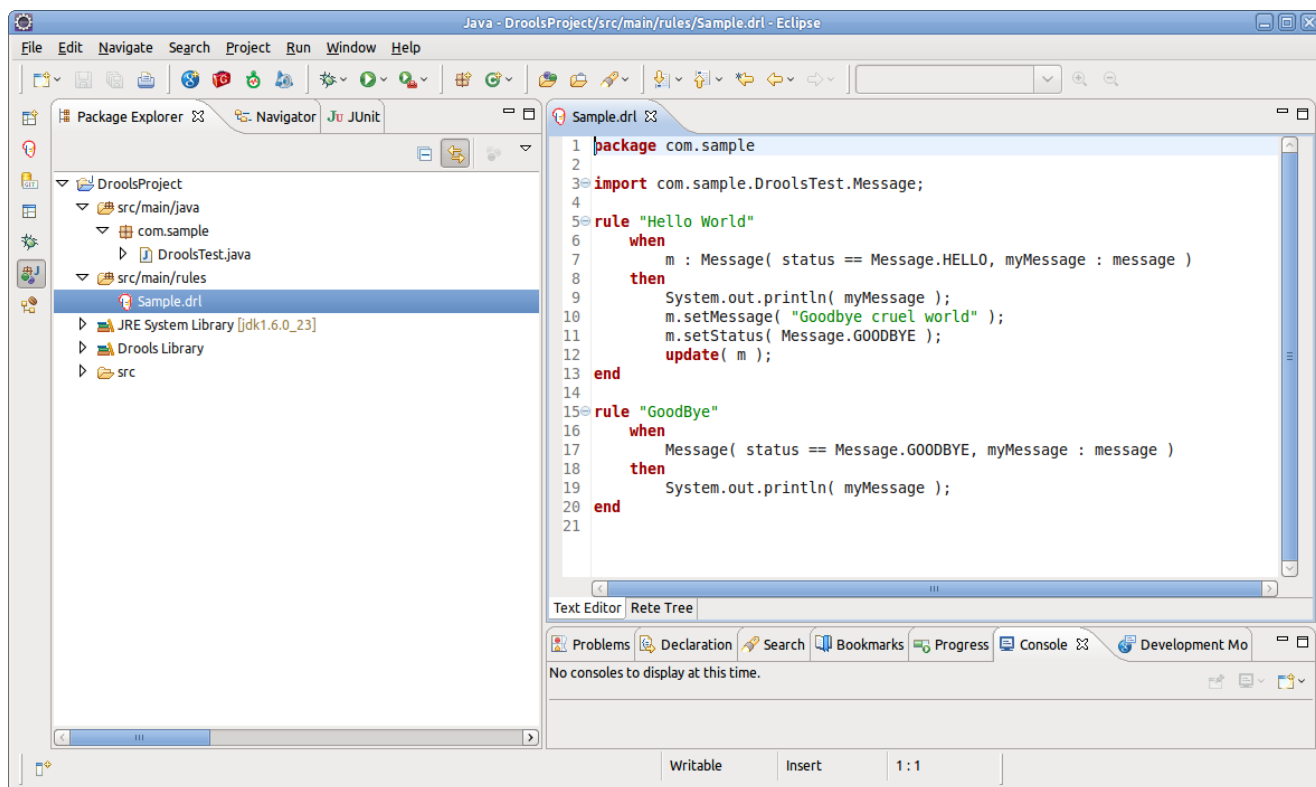 Java - DroolsProject/src/main/rules/Sample.drl - Eclipse
File Edit Navigate Search Project Run Window Help
Package Explorer Navigator Ju JUnit
DroolsProject
src/main/java
com.sample
DroolsTest.java
src/main/rules
Sample.drl
JRE System Library [jdk1.6.0_23]
Drools Library
src
Sample.drl
1 package com.sample
2
3 import com.sample.DroolsTest.Message;
4
5 rule "Hello World"
6 when
7 m : Message( status == Message.HELLO, myMessage : message )
8 then
9 System.out.println( myMessage );
10 m.setMessage( "Goodbye cruel world" );
11 m.setStatus( Message.GOODBYE );
12 update( m );
13 end
14
15 rule "GoodBye"
16 when
17 Message( status == Message.GOODBYE, myMessage : message )
18 then
19 System.out.println( myMessage );
20 end
21
Text Editor Rete Tree
Problems Declaration Search Bookmarks Progress Console Development Mo
No consoles to display at this time.
Writable Insert 1 : 1